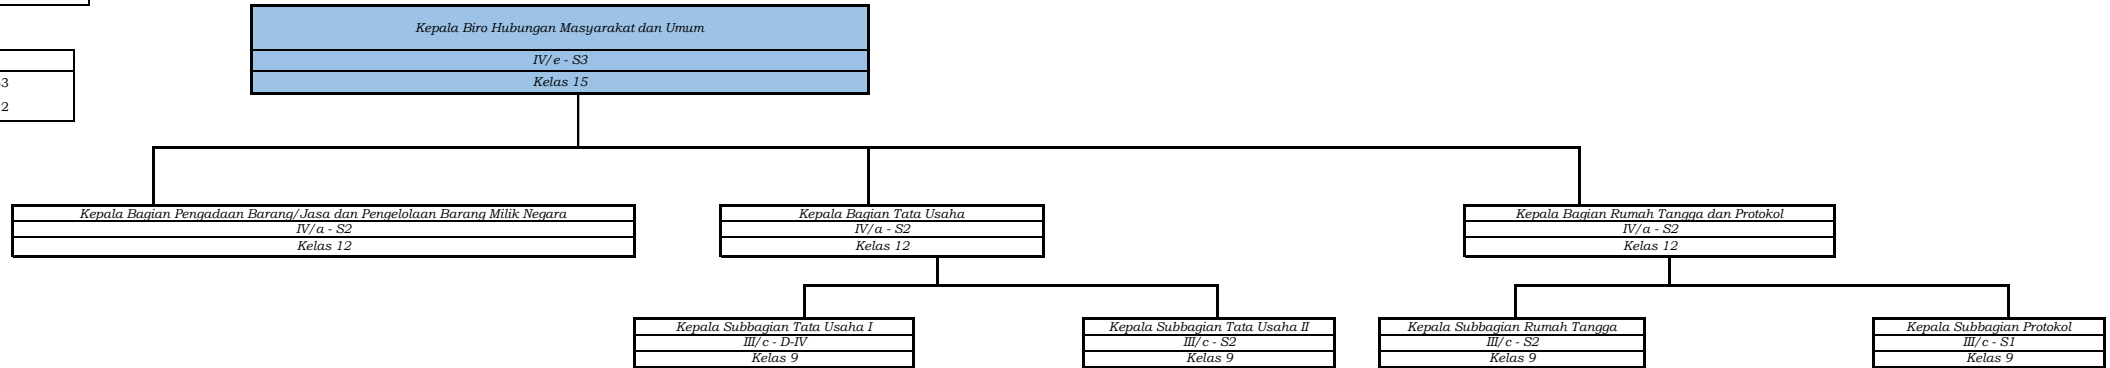 Kepala Biro Hubungan Masyarakat dan Umum
IV/e - S3
Kelas 15
3
2
Kepala Bagian Pengadaan Barang/Jasa dan Pengelolaan Barang Milik Negara
IV/a - S2
Kelas 12
Kepala Bagian Tata Usaha
IV/a - S2
Kelas 12
Kepala Bagian Rumah Tangga dan Protokol
IV/a - S2
Kelas 12
Kepala Subbagian Tata Usaha I
III/c - D-IV
Kelas 9
Kepala Subbagian Tata Usaha II
III/c - S2
Kelas 9
Kepala Subbagian Rumah Tangga
III/c - S2
Kelas 9
Kepala Subbagian Protokol
III/c - S1
Kelas 9